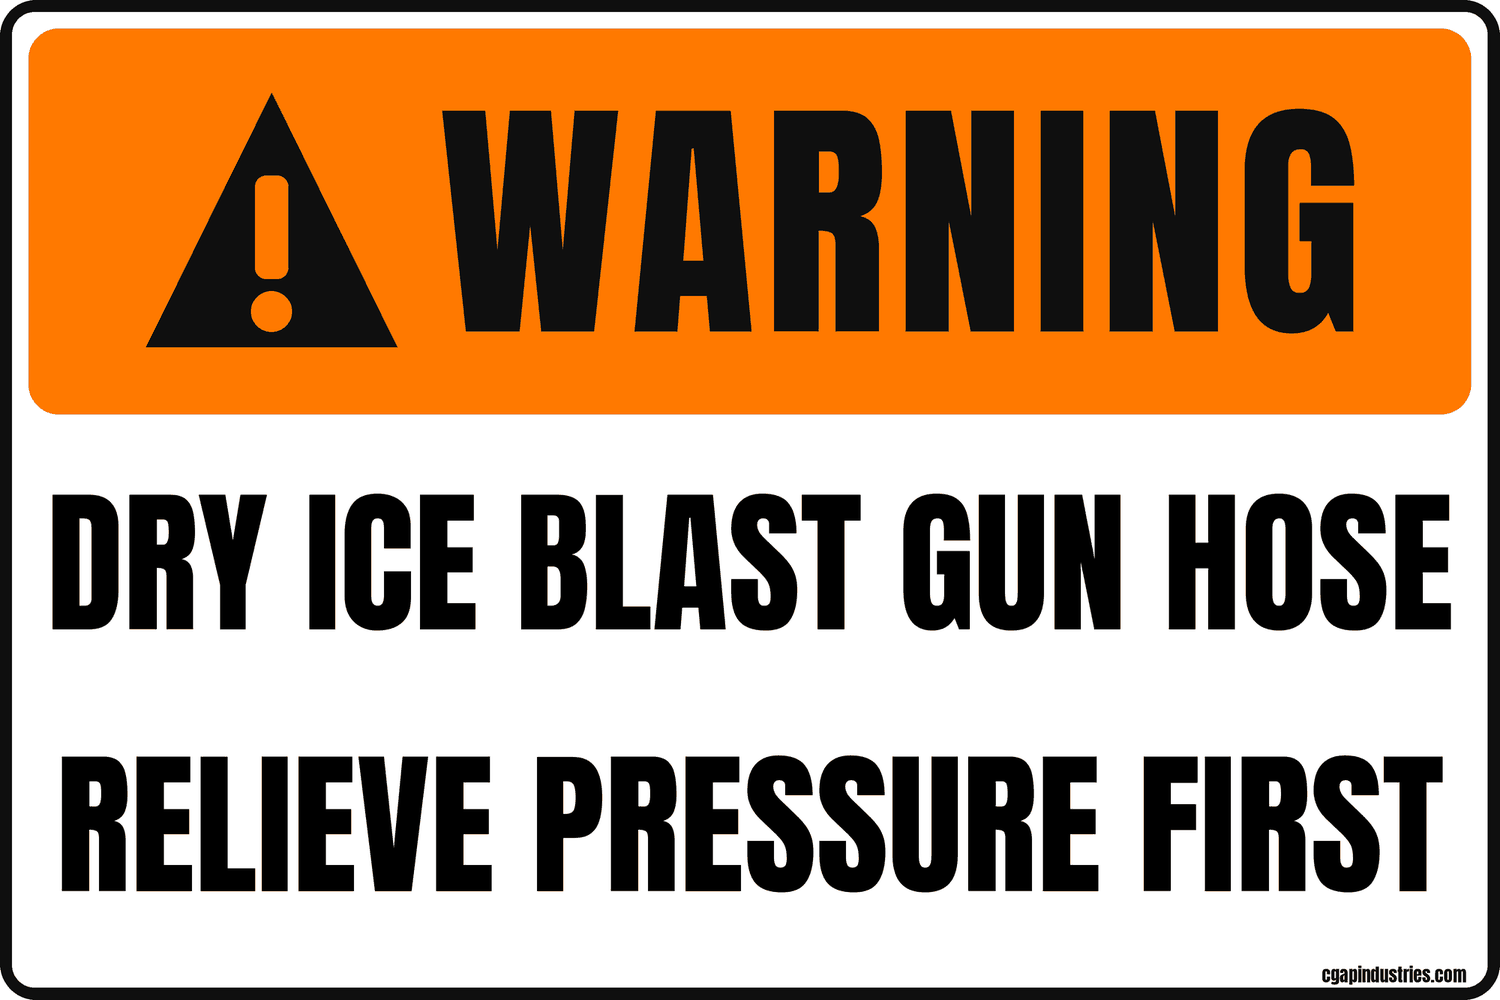 WARNING
DRY ICE BLAST GUN HOSE
RELIEVE PRESSURE FIRST
cgapindustries.com